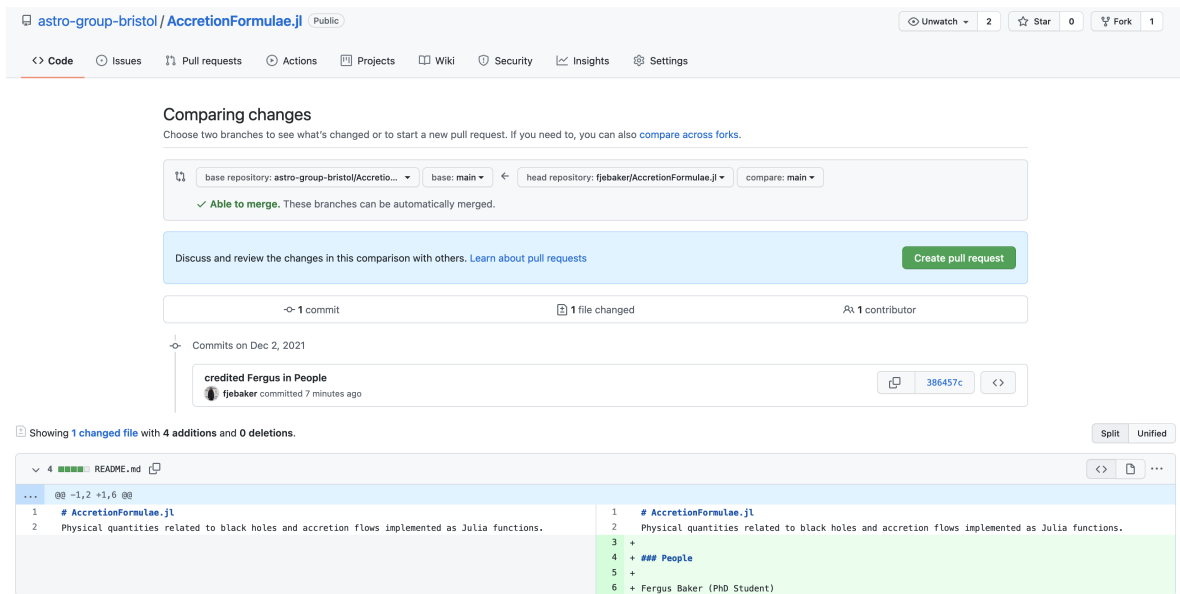 astro-group-bristol / AccretionFormulae.jl Public
Unwatch 2 Star 0 Fork 1
<> Code Issues Pull requests Actions Projects Wiki Security Insights Settings
Comparing changes
Choose two branches to see what's changed or to start a new pull request. If you need to, you can also compare across forks.
base repository: astro-group-bristol/Accretio... base: main ← head repository: fjebaker/AccretionFormulae.jl compare: main
✓ Able to merge. These branches can be automatically merged.
Discuss and review the changes in this comparison with others. Learn about pull requests Create pull request
1 commit 1 file changed 1 contributor
Commits on Dec 2, 2021
credited Fergus in People
fjebaker committed 7 minutes ago
386457c <>
Showing 1 changed file with 4 additions and 0 deletions. Split Unified
4 README.md <> ...
... @@ -1,2 +1,6 @@
1 # AccretionFormulae.jl 1 # AccretionFormulae.jl
2 Physical quantities related to black holes and accretion flows implemented as Julia functions. 2 Physical quantities related to black holes and accretion flows implemented as Julia functions.
3 +
4 + ### People
5 +
6 + Fergus Baker (PhD Student)